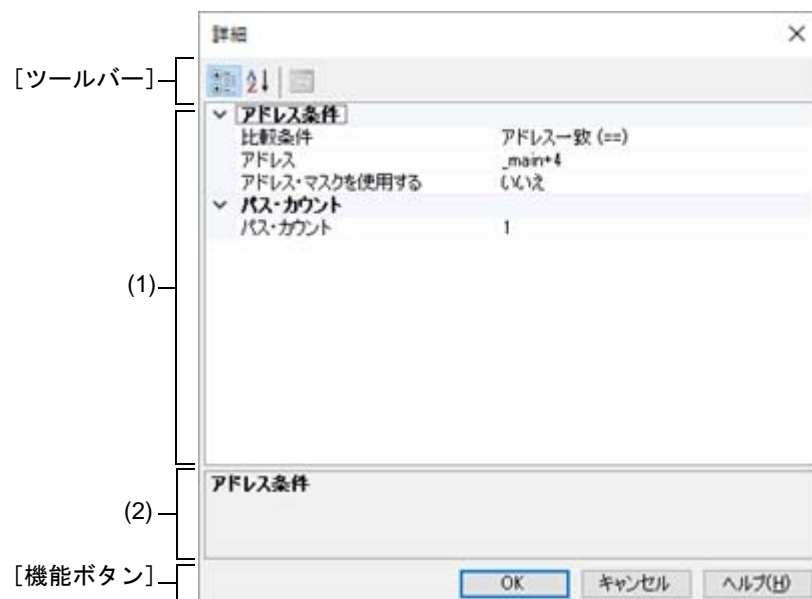 詳細
[ツールバー]
アドレス条件
比較条件 アドレス一致 (==)
アドレス _main+4
アドレス・マスクを使用する いいえ
パス・カウント
パス・カウント 1
(1)
アドレス条件
(2)
[機能ボタン]
OK キャンセル ヘルプ(H)